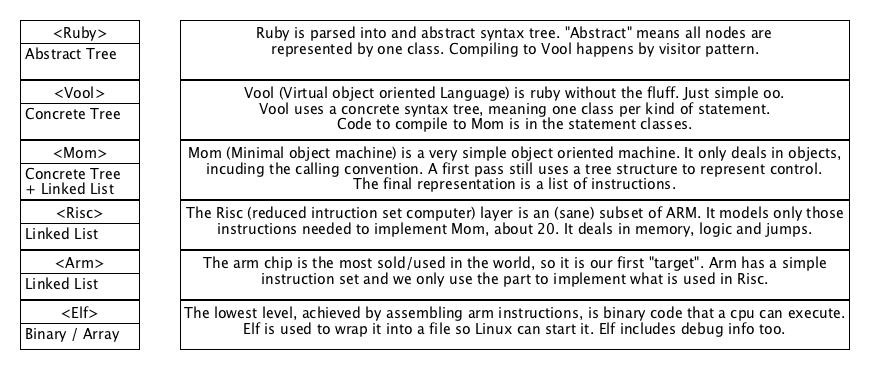 <Ruby>
Abstract Tree
Ruby is parsed into and abstract syntax tree. "Abstract" means all nodes are
represented by one class. Compiling to Vool happens by visitor pattern.
<Vool>
Concrete Tree
Vool (Virtual object oriented Language) is ruby without the fluff. Just simple oo.
Vool uses a concrete syntax tree, meaning one class per kind of statement.
Code to compile to Mom is in the statement classes.
<Mom>
Concrete Tree
+ Linked List
Mom (Minimal object machine) is a very simple object oriented machine. It only deals in objects,
incuding the calling convention. A first pass still uses a tree structure to represent control.
The final representation is a list of instructions.
<Risc>
Linked List
The Risc (reduced intruction set computer) layer is an (sane) subset of ARM. It models only those
instructions needed to implement Mom, about 20. It deals in memory, logic and jumps.
<Arm>
Linked List
The arm chip is the most sold/used in the world, so it is our first "target". Arm has a simple
instruction set and we only use the part to implement what is used in Risc.
<Elf>
Binary / Array
The lowest level, achieved by assembling arm instructions, is binary code that a cpu can execute.
Elf is used to wrap it into a file so Linux can start it. Elf includes debug info too.